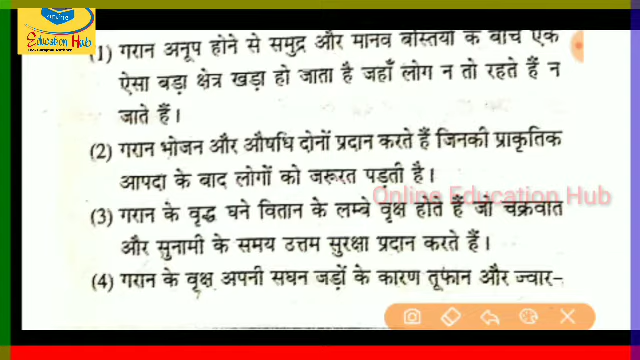 Online
Education Hub
(1) गरान अनूप होने से समुद्र और मानव बस्तियों के बीच एक
ऐसा बड़ा क्षेत्र खड़ा हो जाता है जहाँ लोग न तो रहते हैं न
जाते हैं।
(2) गरान भोजन और औषधि दोनों प्रदान करते हैं जिनकी प्राकृतिक
आपदा के बाद लोगों को जरूरत पड़ती है।
Online Education Hub
(3) गरान के वृद्ध घने वितान के लम्बे वृक्ष होते हैं जो चक्रवात
और सुनामी के समय उत्तम सुरक्षा प्रदान करते हैं।
(4) गरान के वृक्ष अपनी सघन जड़ों के कारण तूफान और ज्वार-